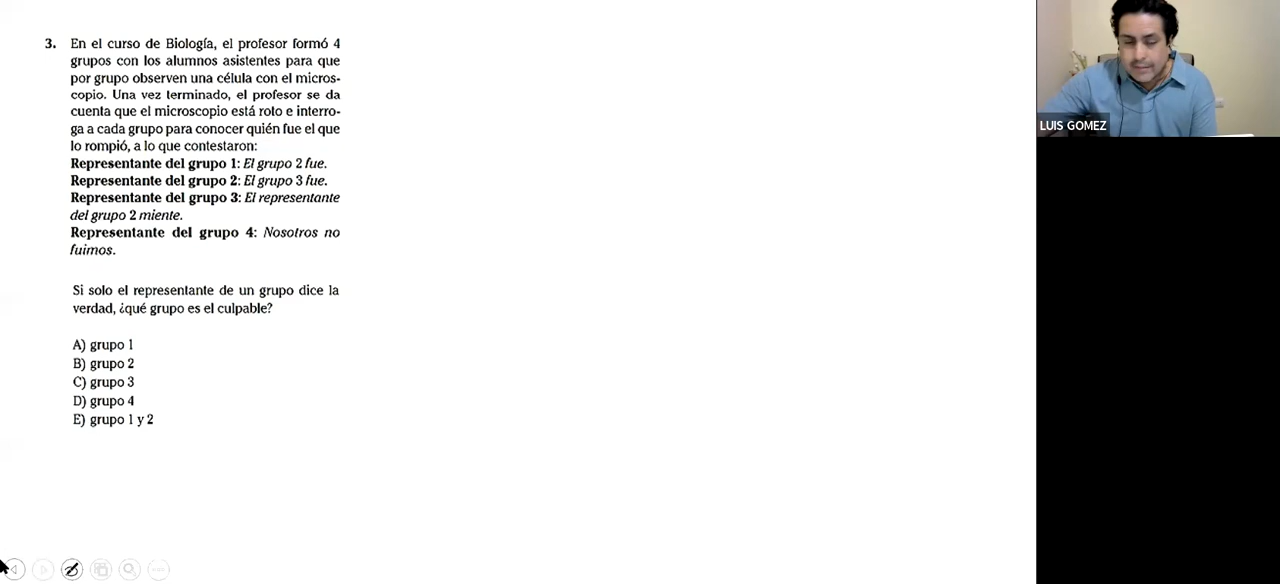 3. En el curso de Biología, el profesor formó 4
grupos con los alumnos asistentes para que
por grupo observen una célula con el micros-
copio. Una vez terminado, el profesor se da
cuenta que el microscopio está roto e interro-
ga a cada grupo para conocer quién fue el que
lo rompió, a lo que contestaron:
Representante del grupo 1: El grupo 2 fue.
Representante del grupo 2: El grupo 3 fue.
Representante del grupo 3: El representante
del grupo 2 miente.
Representante del grupo 4: Nosotros no
fuimos.
Si solo el representante de un grupo dice la
verdad, ¿qué grupo es el culpable?
A) grupo 1
B) grupo 2
C) grupo 3
D) grupo 4
E) grupo 1 y 2
LUIS GOMEZ